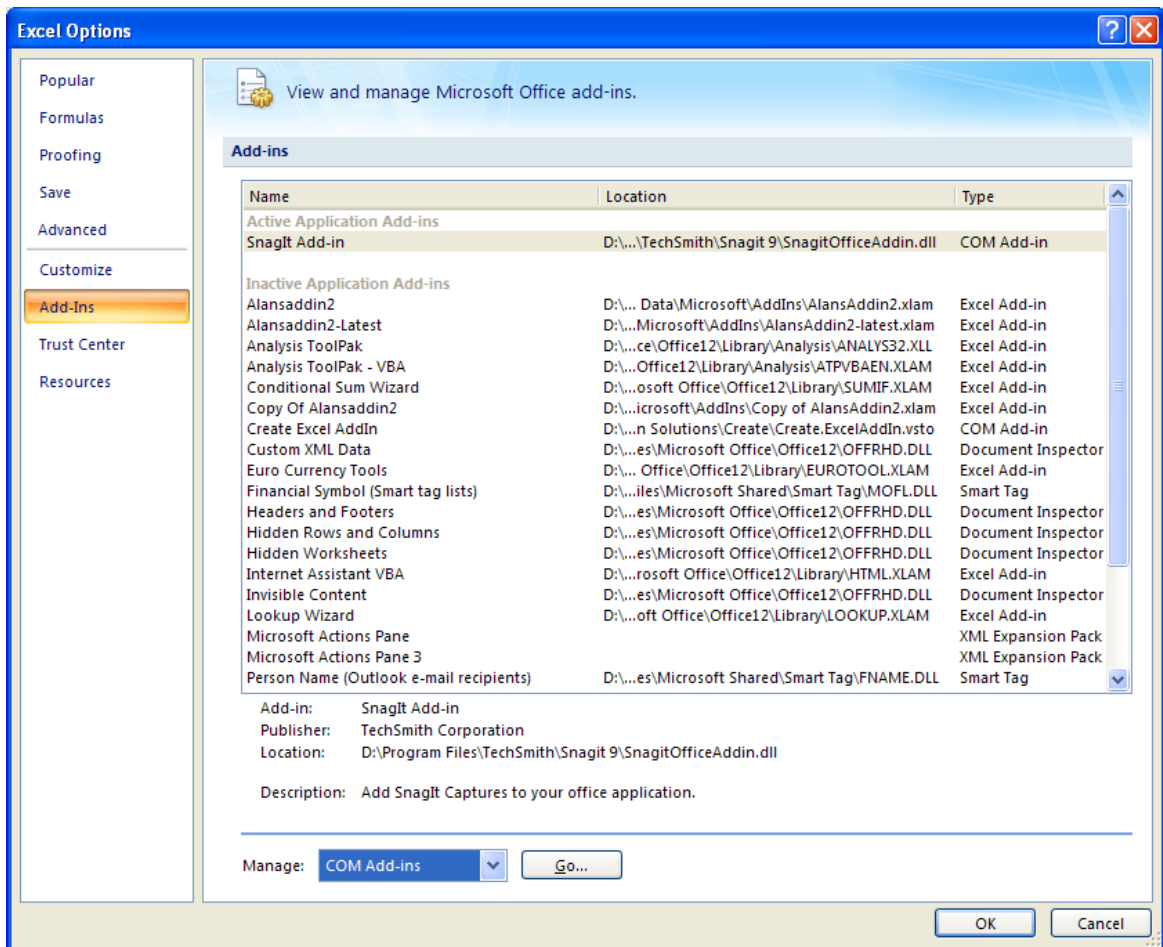 Excel Options
Popular
Formulas
Proofing
Save
Advanced
Customize
Add-Ins
Trust Center
Resources
View and manage Microsoft Office add-ins.
Add-ins
Name Location Type
Active Application Add-ins
SnagIt Add-in D:\...\TechSmith\Snagit 9\SnagitOfficeAddin.dll COM Add-in
Inactive Application Add-ins
Alansaddin2 D:\... Data\Microsoft\AddIns\AlansAddin2.xlam Excel Add-in
Alansaddin2-Latest D:\...Microsoft\AddIns\AlansAddin2-latest.xlam Excel Add-in
Analysis ToolPak D:\...ce\Office12\Library\Analysis\ANALYS32.XLL Excel Add-in
Analysis ToolPak - VBA D:\...Office12\Library\Analysis\ATPVBAEN.XLAM Excel Add-in
Conditional Sum Wizard D:\...osoft Office\Office12\Library\SUMIF.XLAM Excel Add-in
Copy Of Alansaddin2 D:\...icrosoft\AddIns\Copy of AlansAddin2.xlam Excel Add-in
Create Excel AddIn D:\...n Solutions\Create\Create.ExcelAddIn.vsto COM Add-in
Custom XML Data D:\...es\Microsoft Office\Office12\OFFRHD.DLL Document Inspector
Euro Currency Tools D:\... Office\Office12\Library\EUROTOOL.XLAM Excel Add-in
Financial Symbol (Smart tag lists) D:\...iles\Microsoft Shared\Smart Tag\MOFL.DLL Smart Tag
Headers and Footers D:\...es\Microsoft Office\Office12\OFFRHD.DLL Document Inspector
Hidden Rows and Columns D:\...es\Microsoft Office\Office12\OFFRHD.DLL Document Inspector
Hidden Worksheets D:\...es\Microsoft Office\Office12\OFFRHD.DLL Document Inspector
Internet Assistant VBA D:\...rosoft Office\Office12\Library\HTML.XLAM Excel Add-in
Invisible Content D:\...es\Microsoft Office\Office12\OFFRHD.DLL Document Inspector
Lookup Wizard D:\...oft Office\Office12\Library\LOOKUP.XLAM Excel Add-in
Microsoft Actions Pane XML Expansion Pack
Microsoft Actions Pane 3 XML Expansion Pack
Person Name (Outlook e-mail recipients) D:\...es\Microsoft Shared\Smart Tag\FNAME.DLL Smart Tag
Add-in: SnagIt Add-in
Publisher: TechSmith Corporation
Location: D:\Program Files\TechSmith\Snagit 9\SnagitOfficeAddin.dll
Description: Add SnagIt Captures to your office application.
Manage: COM Add-ins Go...
OK Cancel